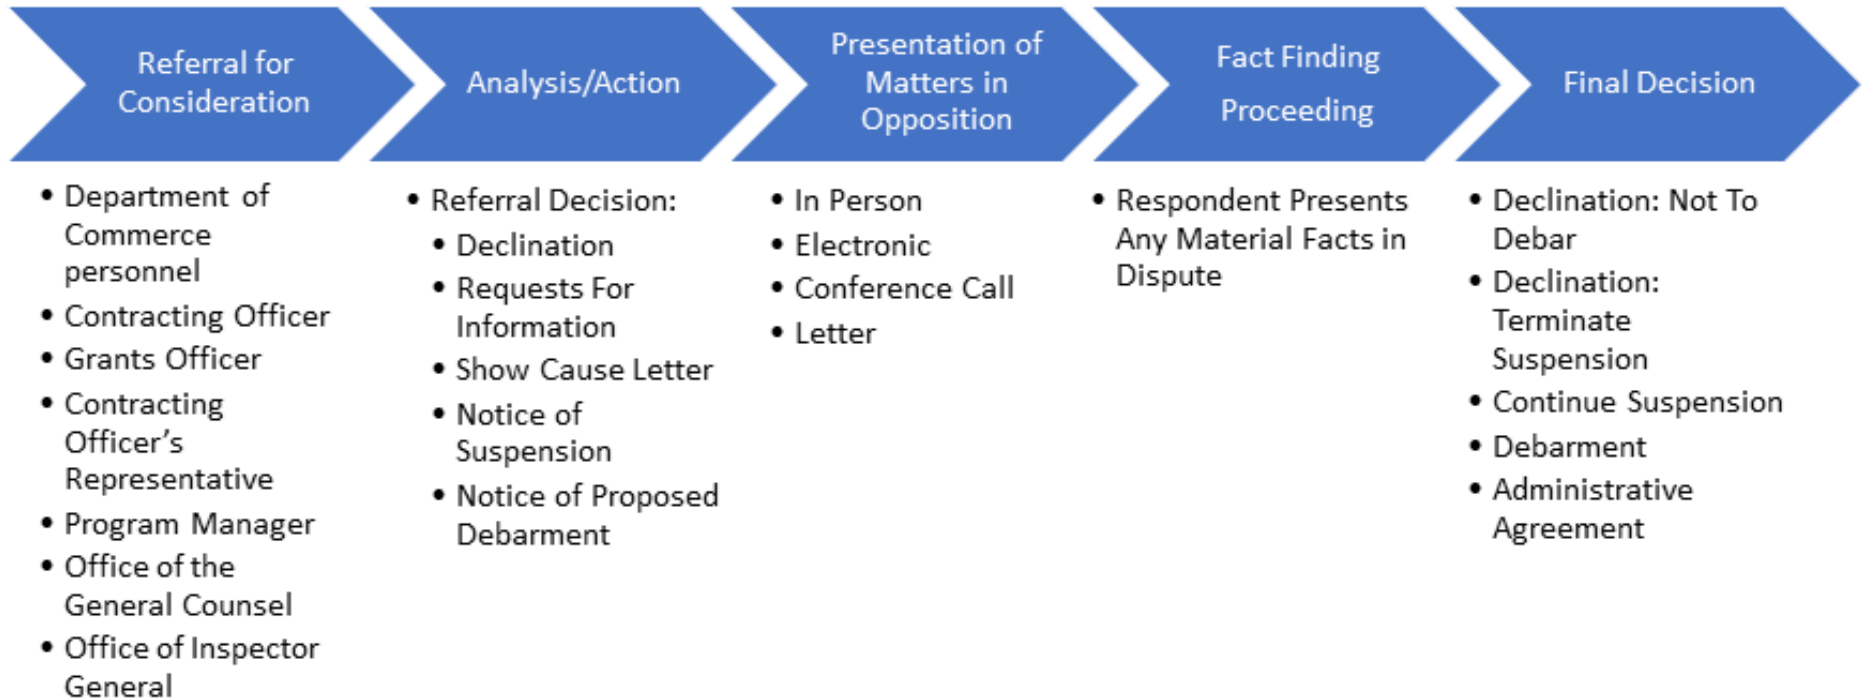 Referral for
Consideration
• Department of
Commerce
personnel
• Contracting Officer
• Grants Officer
• Contracting
Officer’s
Representative
• Program Manager
• Office of the
General Counsel
• Office of Inspector
General
Analysis/Action
• Referral Decision:
• Declination
• Requests For
Information
• Show Cause Letter
• Notice of
Suspension
• Notice of Proposed
Debarment
Presentation of
Matters in
Opposition
• In Person
• Electronic
• Conference Call
• Letter
Fact Finding
Proceeding
• Respondent Presents
Any Material Facts in
Dispute
Final Decision
• Declination: Not To
Debar
• Declination:
Terminate
Suspension
• Continue Suspension
• Debarment
• Administrative
Agreement